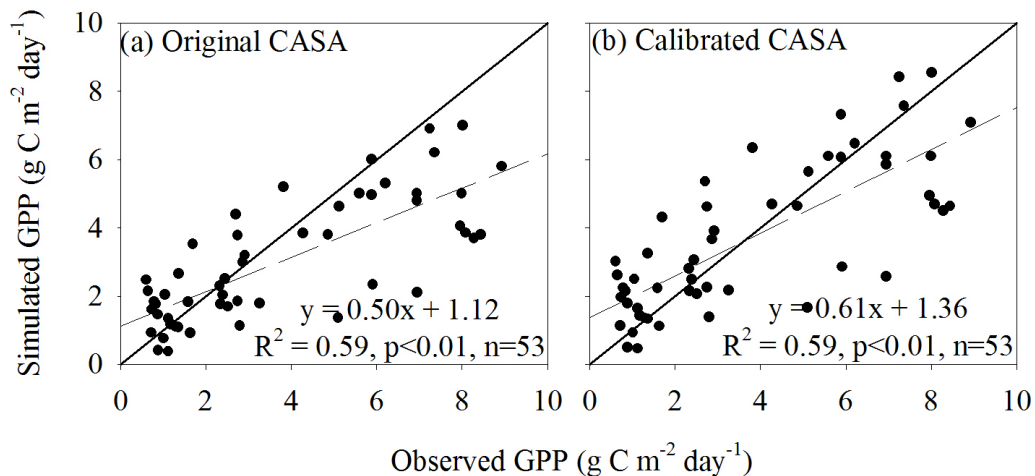 (a) Original CASA
(b) Calibrated CASA
Simulated GPP (g C m⁻² day⁻¹)
10
8
6
4
2
0
y = 0.50x + 1.12
R² = 0.59, p<0.01, n=53
y = 0.61x + 1.36
R² = 0.59, p<0.01, n=53
0 2 4 6 8 10
0 2 4 6 8 10
Observed GPP (g C m⁻² day⁻¹)